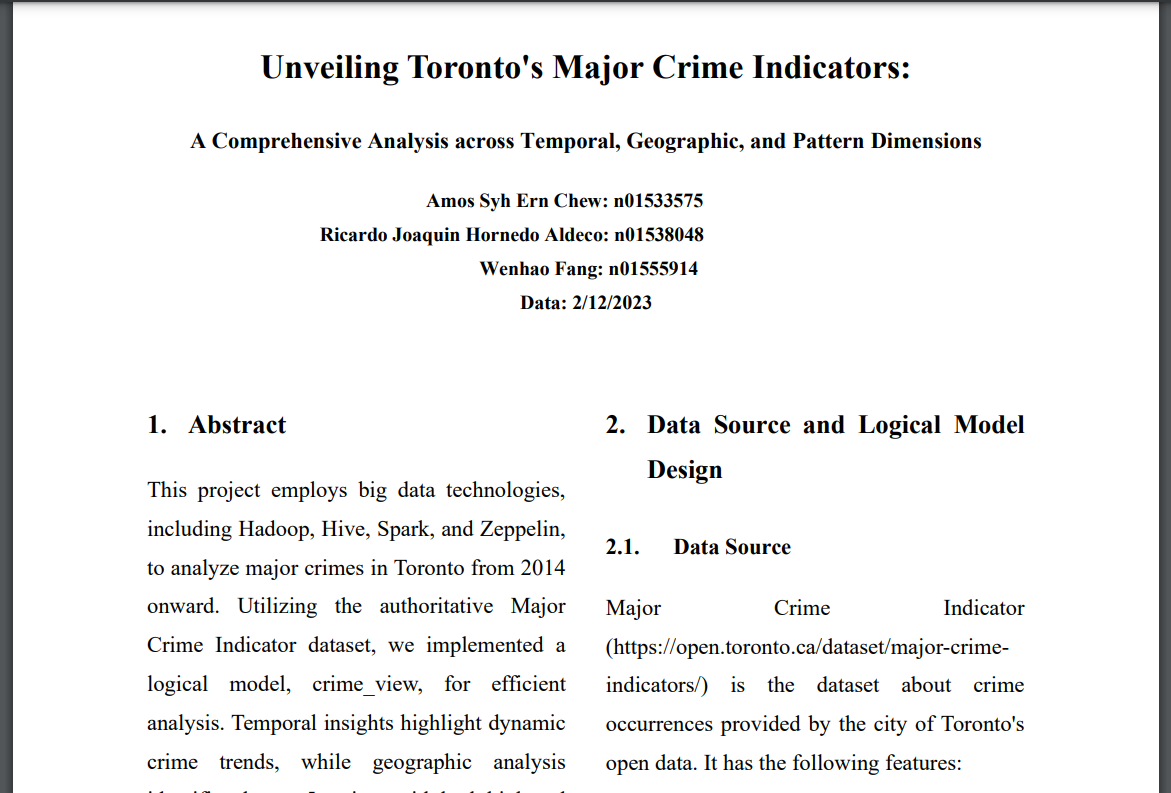 Unveiling Toronto's Major Crime Indicators:
A Comprehensive Analysis across Temporal, Geographic, and Pattern Dimensions
Amos Syh Ern Chew: n01533575
Ricardo Joaquin Hornedo Aldeco: n01538048
Wenhao Fang: n01555914
Data: 2/12/2023
1. Abstract
This project employs big data technologies,
including Hadoop, Hive, Spark, and Zeppelin,
to analyze major crimes in Toronto from 2014
onward. Utilizing the authoritative Major
Crime Indicator dataset, we implemented a
logical model, crime_view, for efficient
analysis. Temporal insights highlight dynamic
crime trends, while geographic analysis
2. Data Source and Logical Model
Design
2.1. Data Source
Major Crime Indicator
(https://open.toronto.ca/dataset/major-crime-
indicators/) is the dataset about crime
occurrences provided by the city of Toronto's
open data. It has the following features: